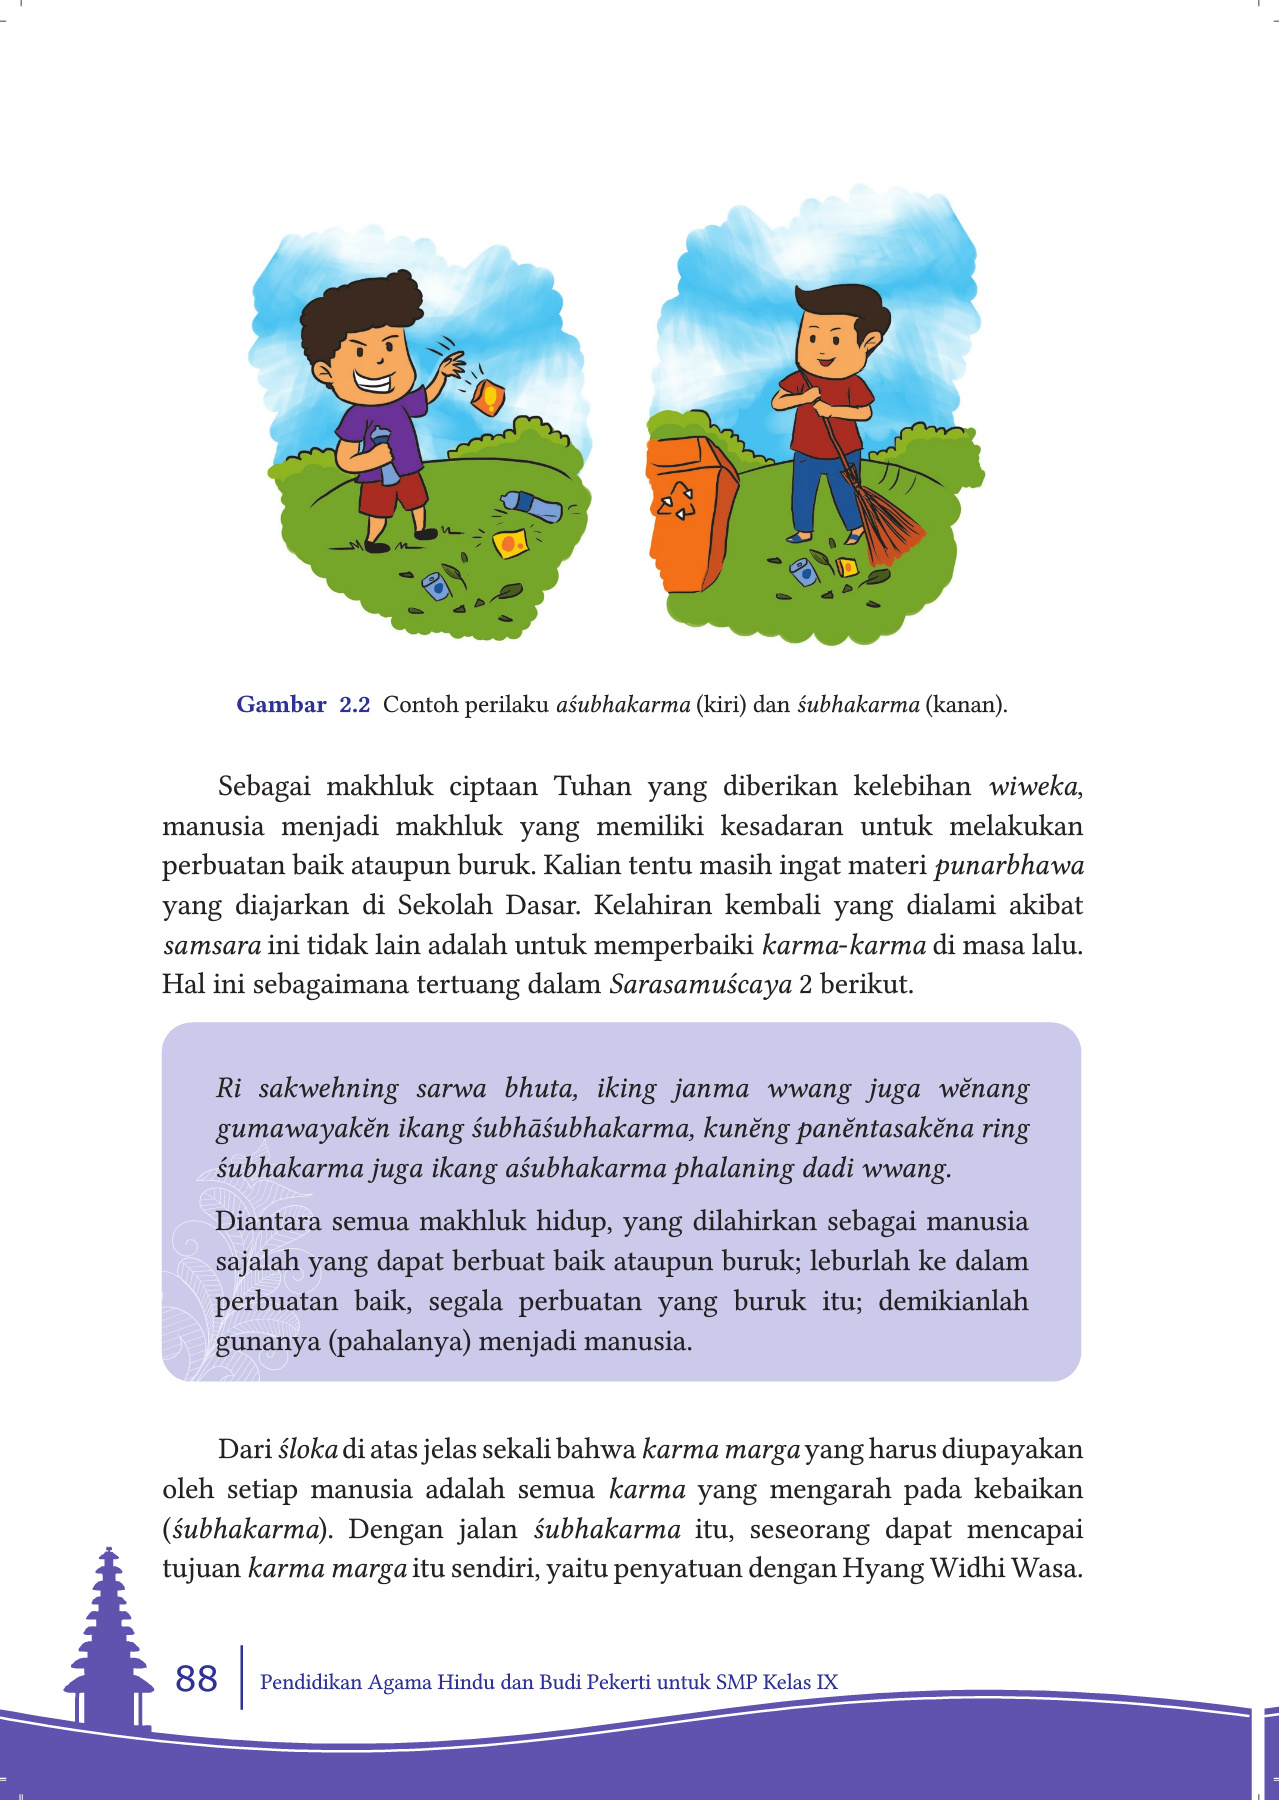 Gambar 2.2 Contoh perilaku aśubhakarma (kiri) dan śubhakarma (kanan).
Sebagai makhluk ciptaan Tuhan yang diberikan kelebihan wiweka,
manusia menjadi makhluk yang memiliki kesadaran untuk melakukan
perbuatan baik ataupun buruk. Kalian tentu masih ingat materi punarbhawa
yang diajarkan di Sekolah Dasar. Kelahiran kembali yang dialami akibat
samsara ini tidak lain adalah untuk memperbaiki karma-karma di masa lalu.
Hal ini sebagaimana tertuang dalam Sarasamuścaya 2 berikut.
Ri sakwehning sarwa bhuta, iking janma wwang juga wĕnang
gumawayakĕn ikang śubhāśubhakarma, kunĕng panĕntasakĕna ring
śubhakarma juga ikang aśubhakarma phalaning dadi wwang.
Diantara semua makhluk hidup, yang dilahirkan sebagai manusia
sajalah yang dapat berbuat baik ataupun buruk; leburlah ke dalam
perbuatan baik, segala perbuatan yang buruk itu; demikianlah
gunanya (pahalanya) menjadi manusia.
Dari śloka di atas jelas sekali bahwa karma marga yang harus diupayakan
oleh setiap manusia adalah semua karma yang mengarah pada kebaikan
(śubhakarma). Dengan jalan śubhakarma itu, seseorang dapat mencapai
tujuan karma marga itu sendiri, yaitu penyatuan dengan Hyang Widhi Wasa.
88 Pendidikan Agama Hindu dan Budi Pekerti untuk SMP Kelas IX